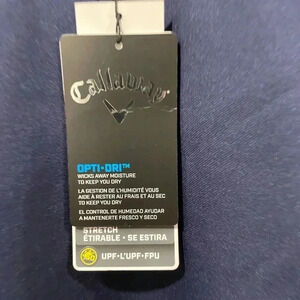 Callaway
OPTI•DRI™
WICKS AWAY MOISTURE
TO KEEP YOU DRY
LA GESTION DE L'HUMIDITÉ VOUS
AIDE À RESTER AU FRAIS ET AU SEC
TO KEEP YOU DRY
EL CONTROL DE HUMEDAD AYUDAR
A MANTENERTE FRESCO Y SECO
STRETCH
ÉTIRABLE • SE ESTIRA
UPF•L'UPF•FPU